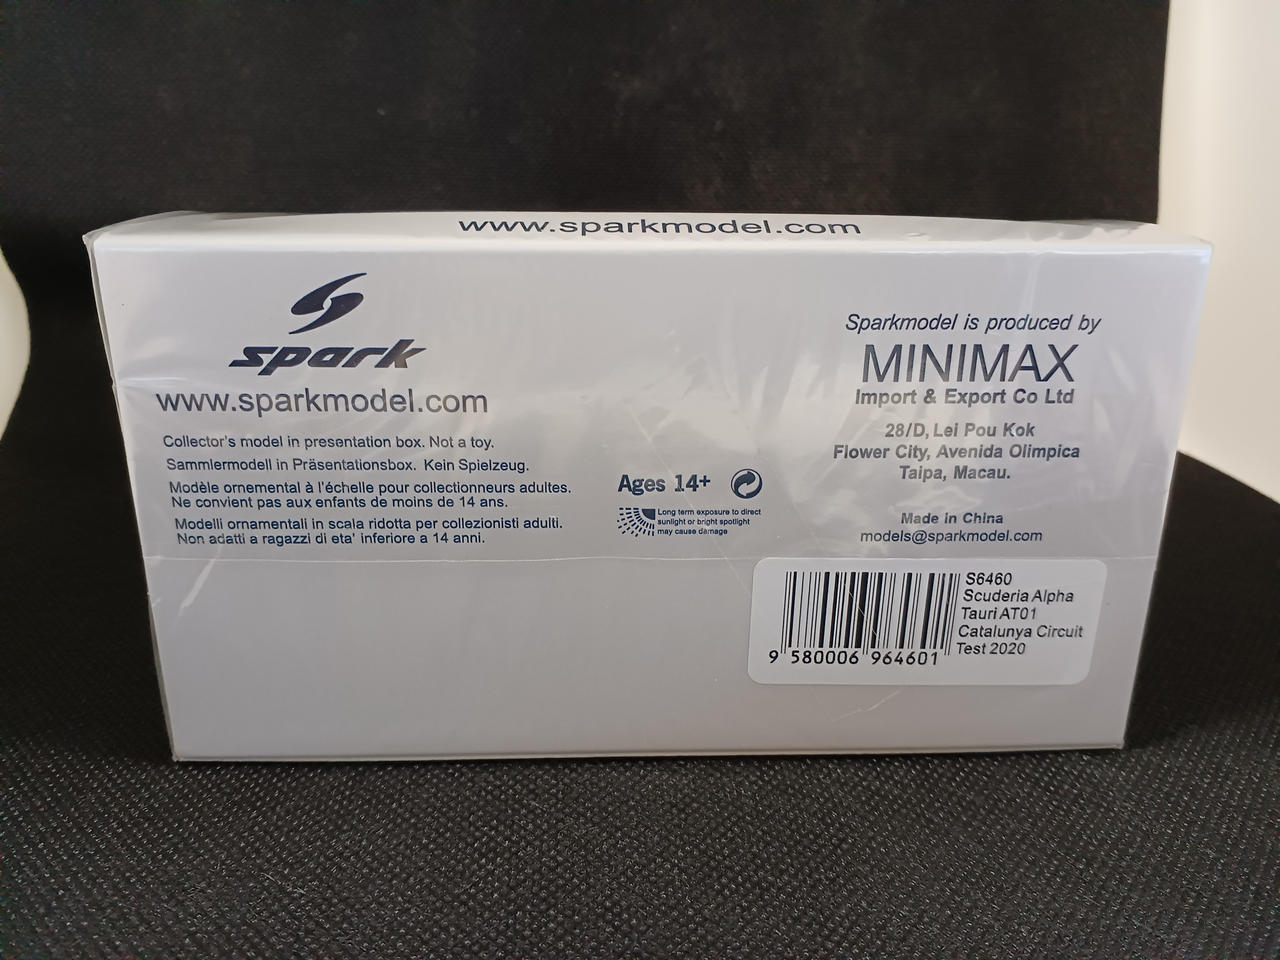 www.sparkmodel.com
spark
www.sparkmodel.com
Collector's model in presentation box. Not a toy.
Sammlermodell in Präsentationsbox. Kein Spielzeug.
Modèle ornemental à l'échelle pour collectionneurs adultes.
Ne convient pas aux enfants de moins de 14 ans.
Modelli ornamentali in scala ridotta per collezionisti adulti.
Non adatti a ragazzi di eta' inferiore a 14 anni.
Ages 14+
Long term exposure to direct
sunlight or bright spotlight
may cause damage
Sparkmodel is produced by
MINIMAX
Import & Export Co Ltd
28/D, Lei Pou Kok
Flower City, Avenida Olimpica
Taipa, Macau.
Made in China
models@sparkmodel.com
S6460
Scuderia Alpha
Tauri AT01
Catalunya Circuit
Test 2020
9 580006 964601